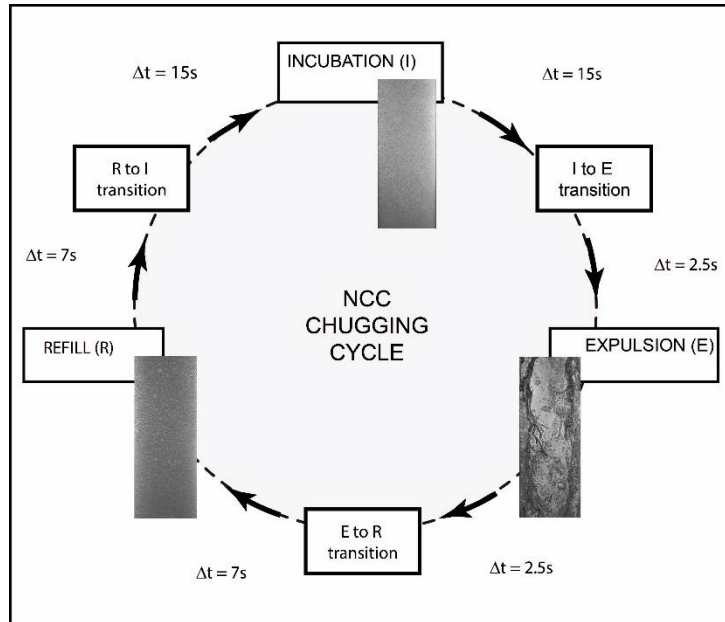 INCUBATION (I)
Δt = 15s
Δt = 15s
R to I
transition
I to E
transition
Δt = 7s
Δt = 2.5s
NCC
CHUGGING
CYCLE
REFILL (R)
EXPULSION (E)
E to R
transition
Δt = 7s
Δt = 2.5s